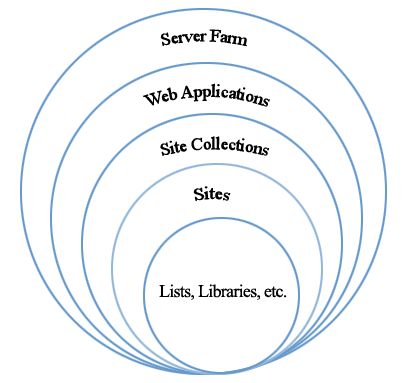 Server Farm
Web Applications
Site Collections
Sites
Lists, Libraries, etc.